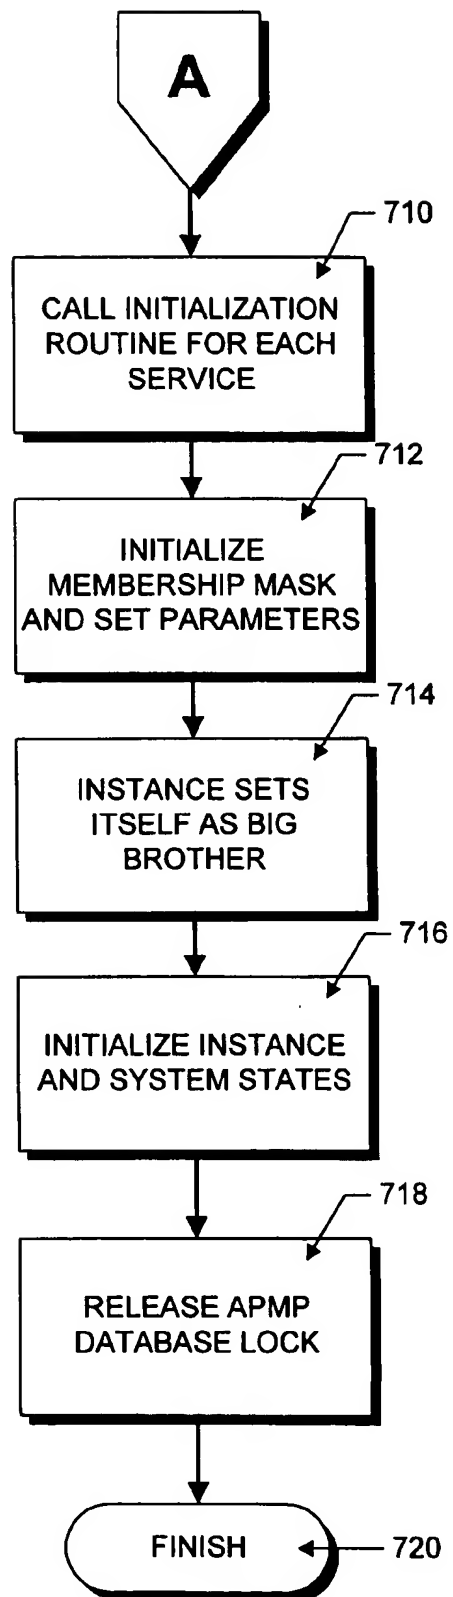 A
710
CALL INITIALIZATION
ROUTINE FOR EACH
SERVICE
712
INITIALIZE
MEMBERSHIP MASK
AND SET PARAMETERS
714
INSTANCE SETS
ITSELF AS BIG
BROTHER
716
INITIALIZE INSTANCE
AND SYSTEM STATES
718
RELEASE APMP
DATABASE LOCK
FINISH
720